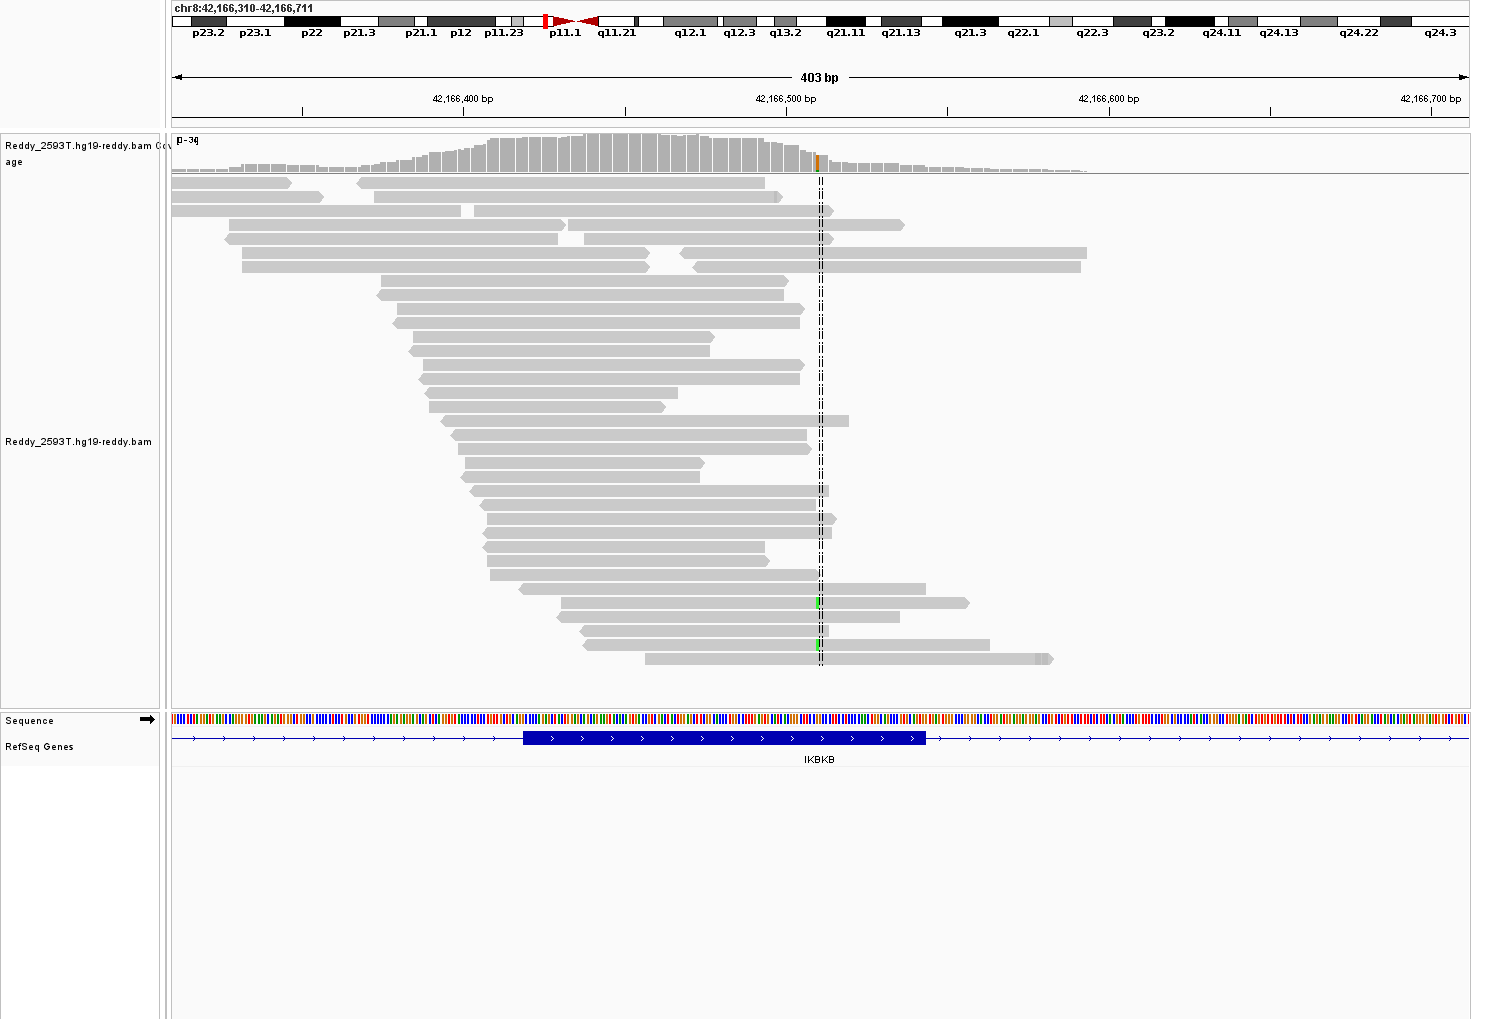 chr8:42,166,310-42,166,711
p23.2 p23.1 p22 p21.3 p21.1 p12 p11.23 p11.1 q11.21 q12.1 q12.3 q13.2 q21.11 q21.13 q21.3 q22.1 q22.3 q23.2 q24.11 q24.13 q24.22 q24.3
403 bp
42,166,400 bp 42,166,500 bp 42,166,600 bp 42,166,700 bp
Reddy_2593T.hg19-reddy.bam Cov
age
[0-34]
Reddy_2593T.hg19-reddy.bam
Sequence
RefSeq Genes
IKBKB